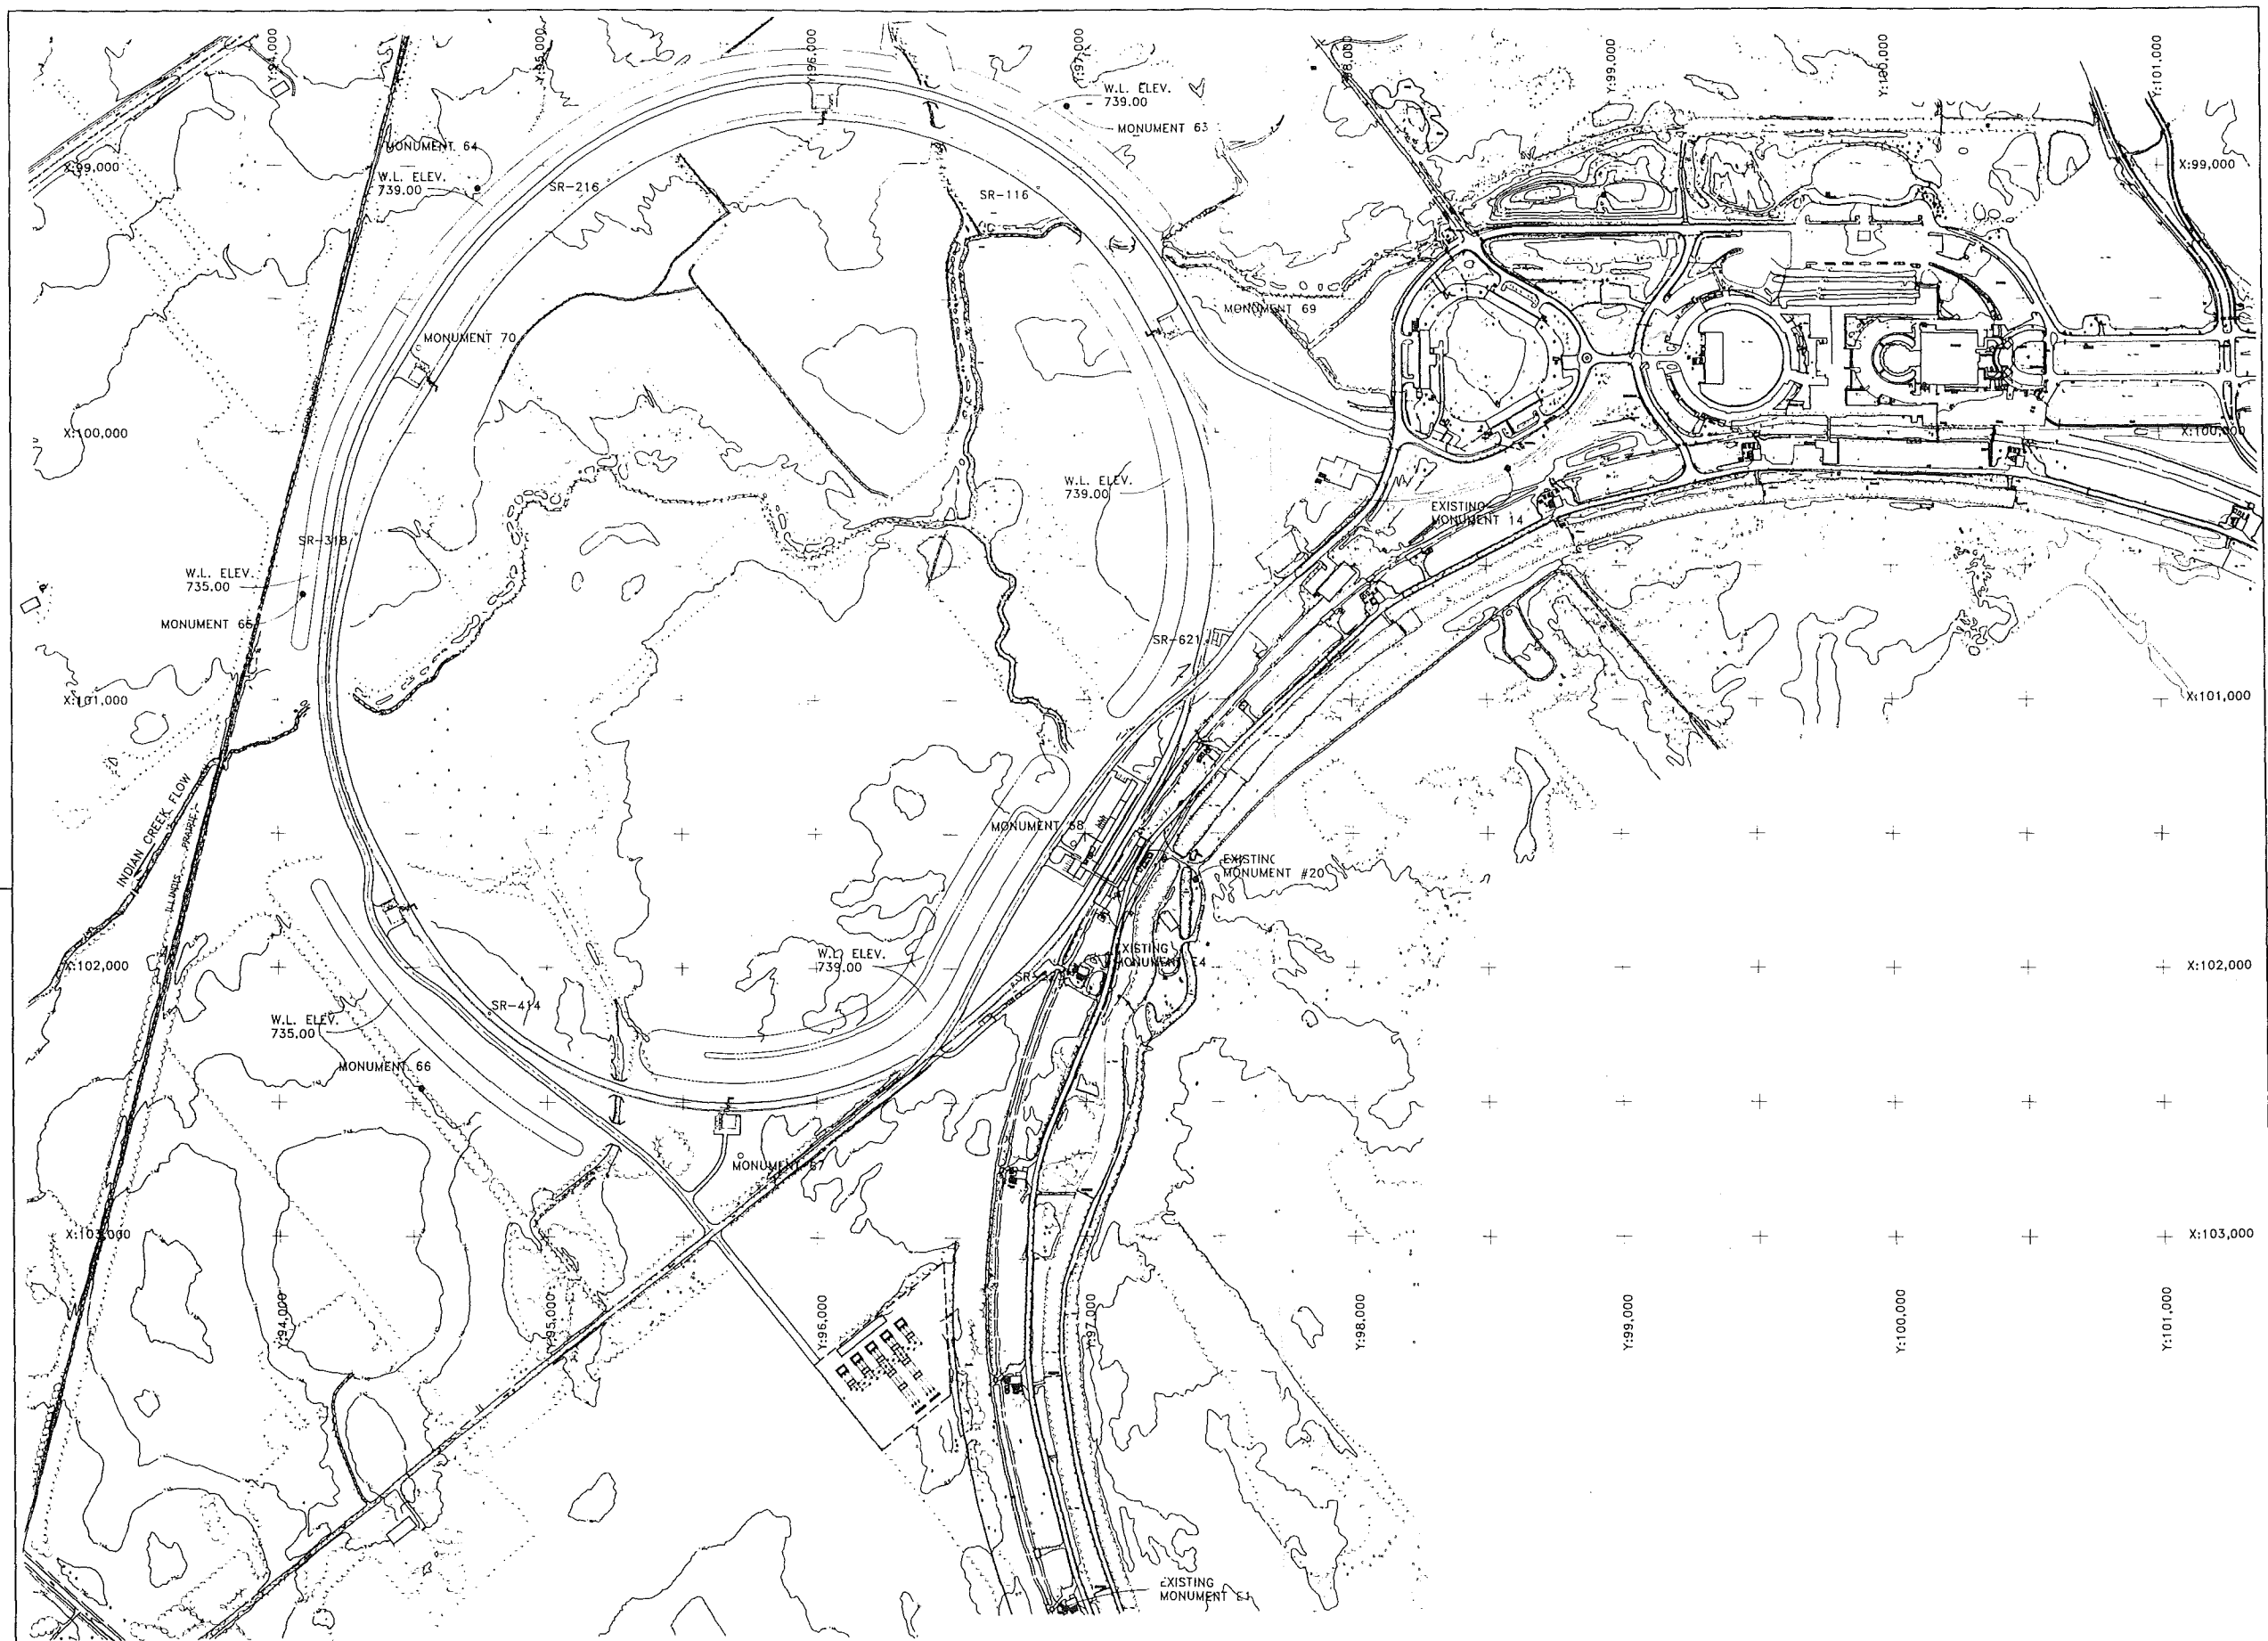 Y:94,000
Y:95,000
Y:96,000
Y:97,000
Y:98,000
Y:99,000
Y:100,000
Y:101,000
W.L. ELEV.
739.00
MONUMENT 63
MONUMENT 64
W.L. ELEV.
739.00
X:99,000
X:99,000
SR-216
SR-116
MONUMENT 69
MONUMENT 70
X:100,000
X:100,000
W.L. ELEV.
739.00
EXISTING
MONUMENT 14
SR-318
W.L. ELEV.
735.00
MONUMENT 65
SR-621
X:101,000
X:101,000
INDIAN CREEK FLOW
ILLINOIS PRAIRIE
MONUMENT 68
EXISTING
MONUMENT #20
W.L. ELEV.
739.00
EXISTING
MONUMENT E4
X:102,000
X:102,000
SR-414
W.L. ELEV.
735.00
MONUMENT 66
MONUMENT 67
X:103,000
X:103,000
Y:94,000
Y:95,000
Y:96,000
Y:97,000
Y:98,000
Y:99,000
Y:100,000
Y:101,000
EXISTING
MONUMENT